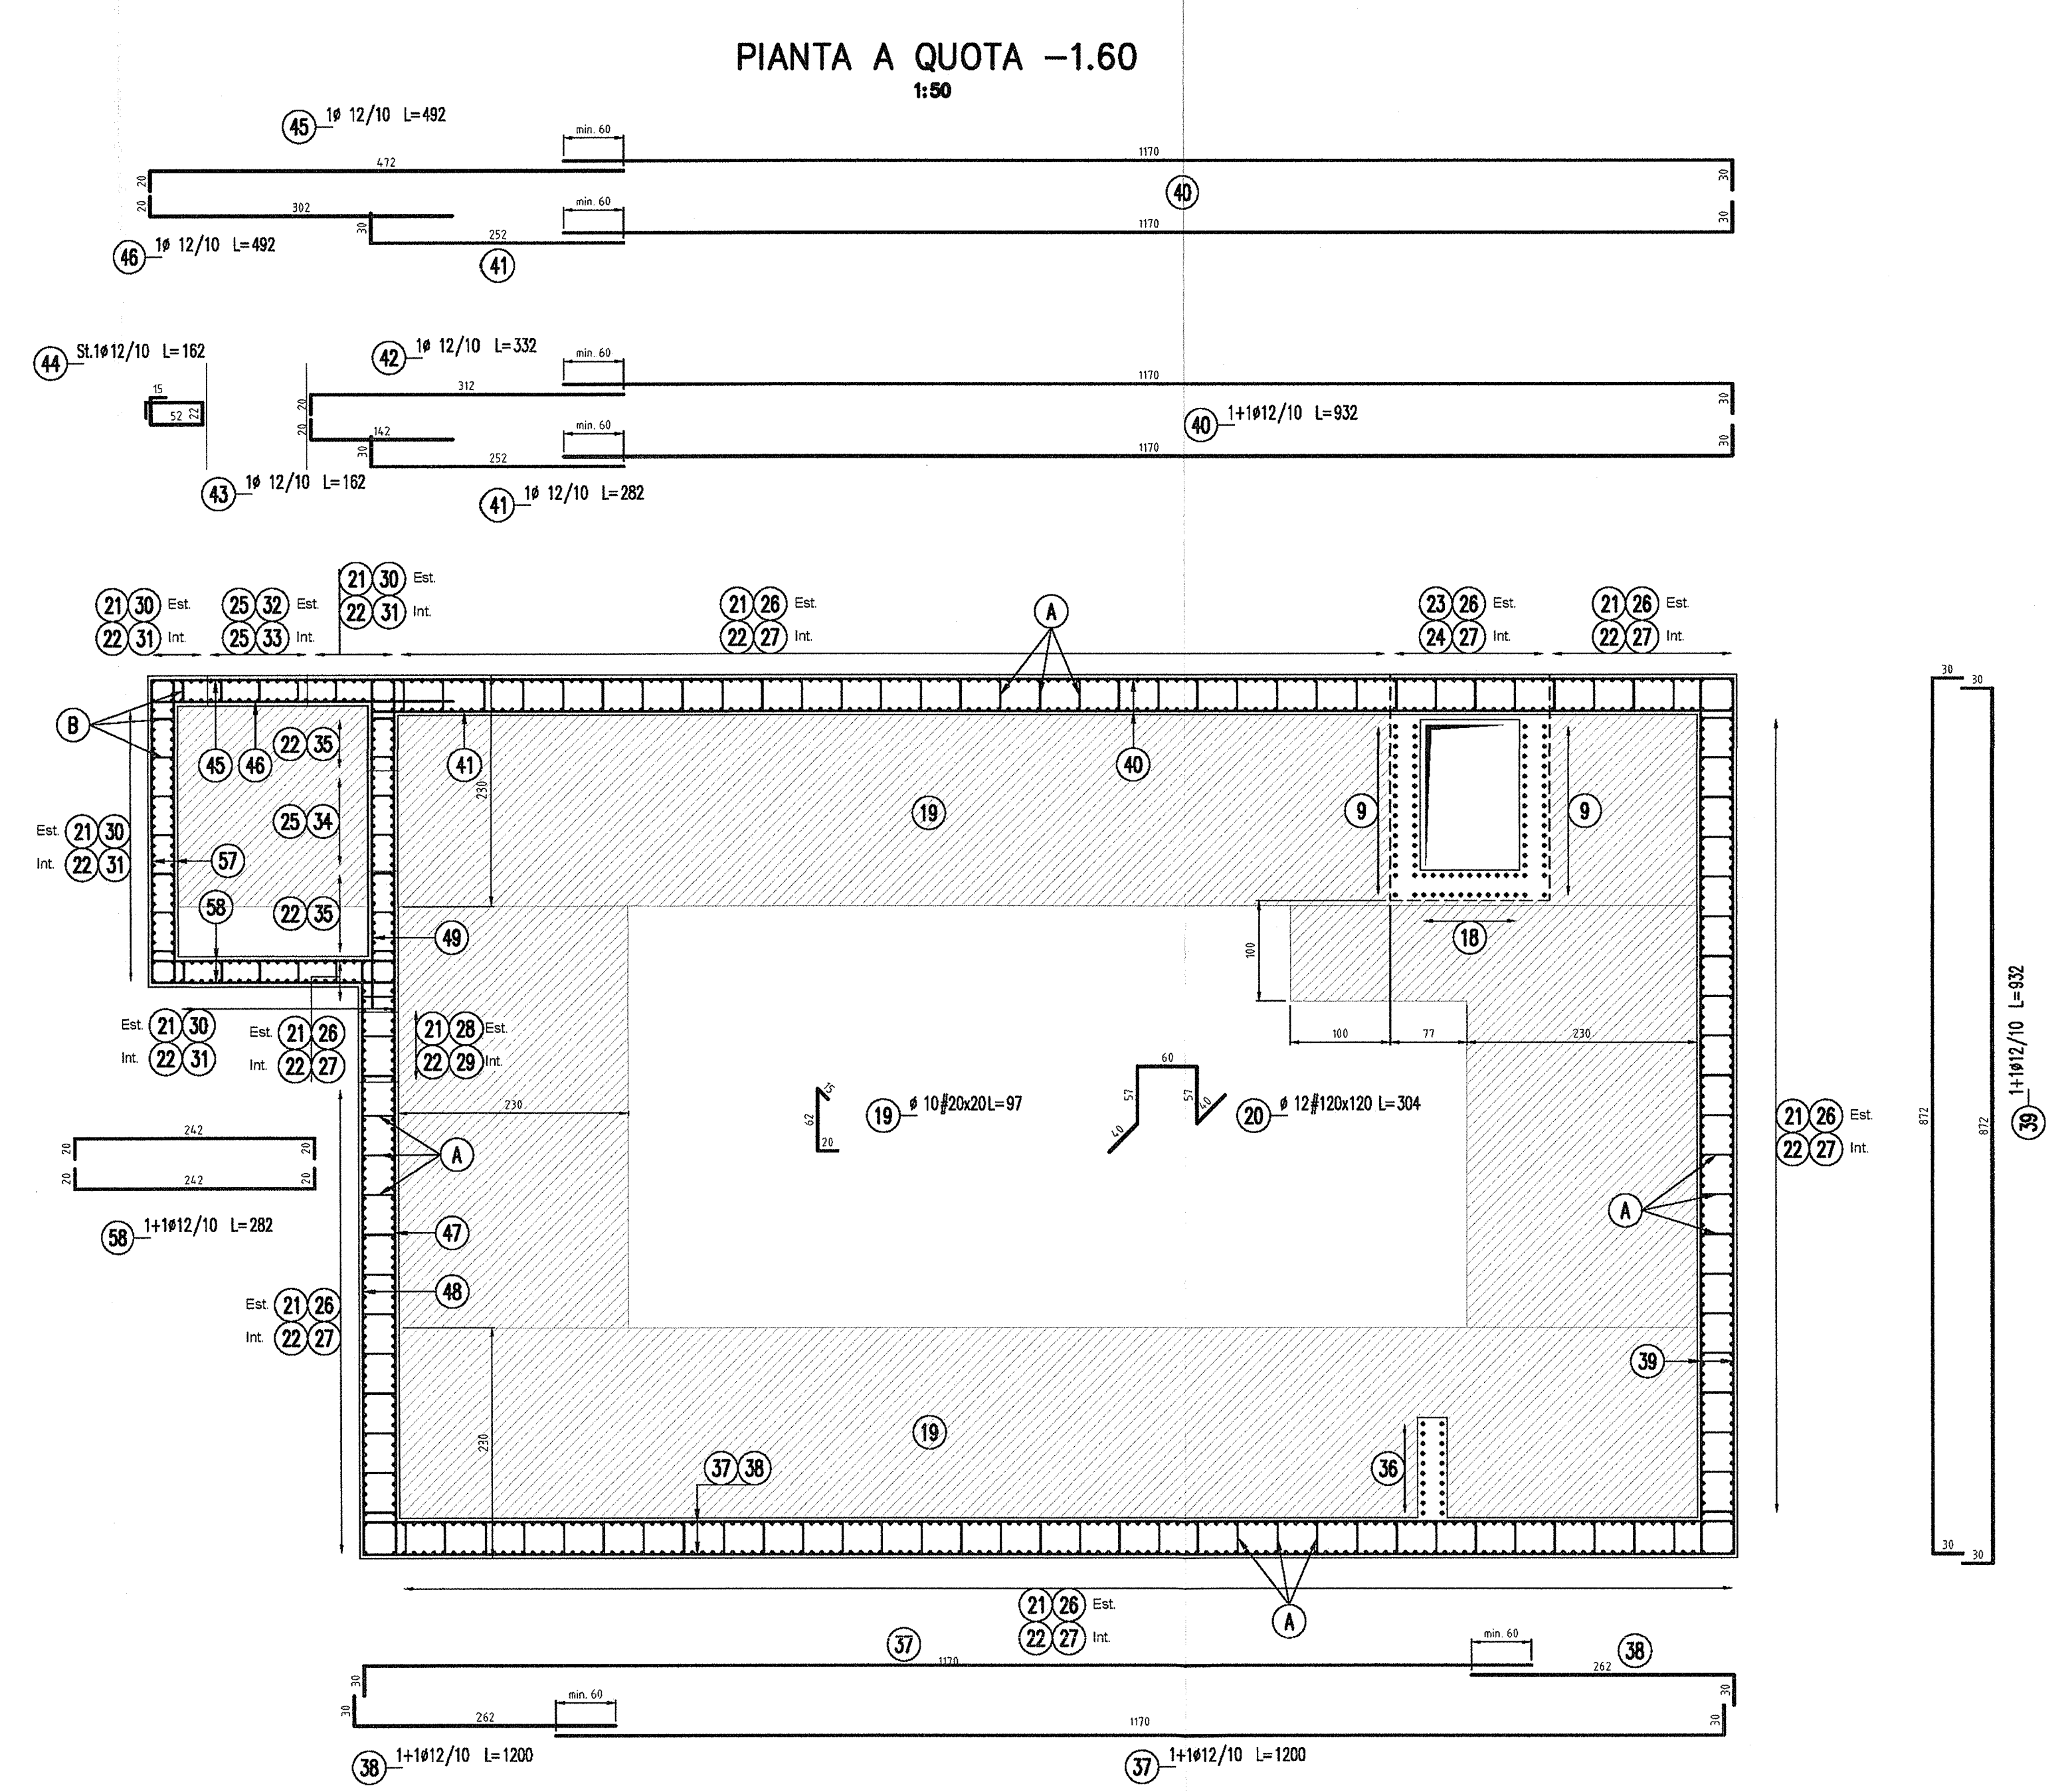 PIANTA A QUOTA –1.60
1:50
45 1ø 12/10 L=492
min. 60
472
1170
20
30
40
20
302
min. 60
30
30
252
1170
46 1ø 12/10 L=492
41
44 St.1ø12/10 L=162
42 1ø 12/10 L=332
min. 60
15
312
1170
20
30
52 22
40 1+1ø12/10 L=932
20
142
min. 60
30
30
252
1170
43 1ø 12/10 L=162
41 1ø 12/10 L=282
21 30 Est.
22 31 Int.
21 30 Est.
22 31 Int.
25 32 Est.
25 33 Int.
21 26 Est.
22 27 Int.
A
23 26 Est.
24 27 Int.
21 26 Est.
22 27 Int.
30
30
B
45
46
22 35
41
230
40
19
9
9
Est. 21 30
Int. 22 31
25 34
57
58
22 35
49
18
100
Est. 21 30
Int. 22 31
Est. 21 26
Int. 22 27
21 28 Est.
22 29 Int.
100
77
230
230
62
15
20
19 ø 10#20x20L=97
60
57
57
40
40
20 ø 12#120x120 L=304
21 26 Est.
22 27 Int.
872
872
39 1+1ø12/10 L=932
242
20
20
20
20
242
58 1+1ø12/10 L=282
A
47
48
A
Est. 21 26
Int. 22 27
39
230
19
37 38
36
30
30
21 26 Est.
22 27 Int.
A
37
1170
min. 60
38
262
30
30
30
30
min. 60
262
1170
38 1+1ø12/10 L=1200
37 1+1ø12/10 L=1200